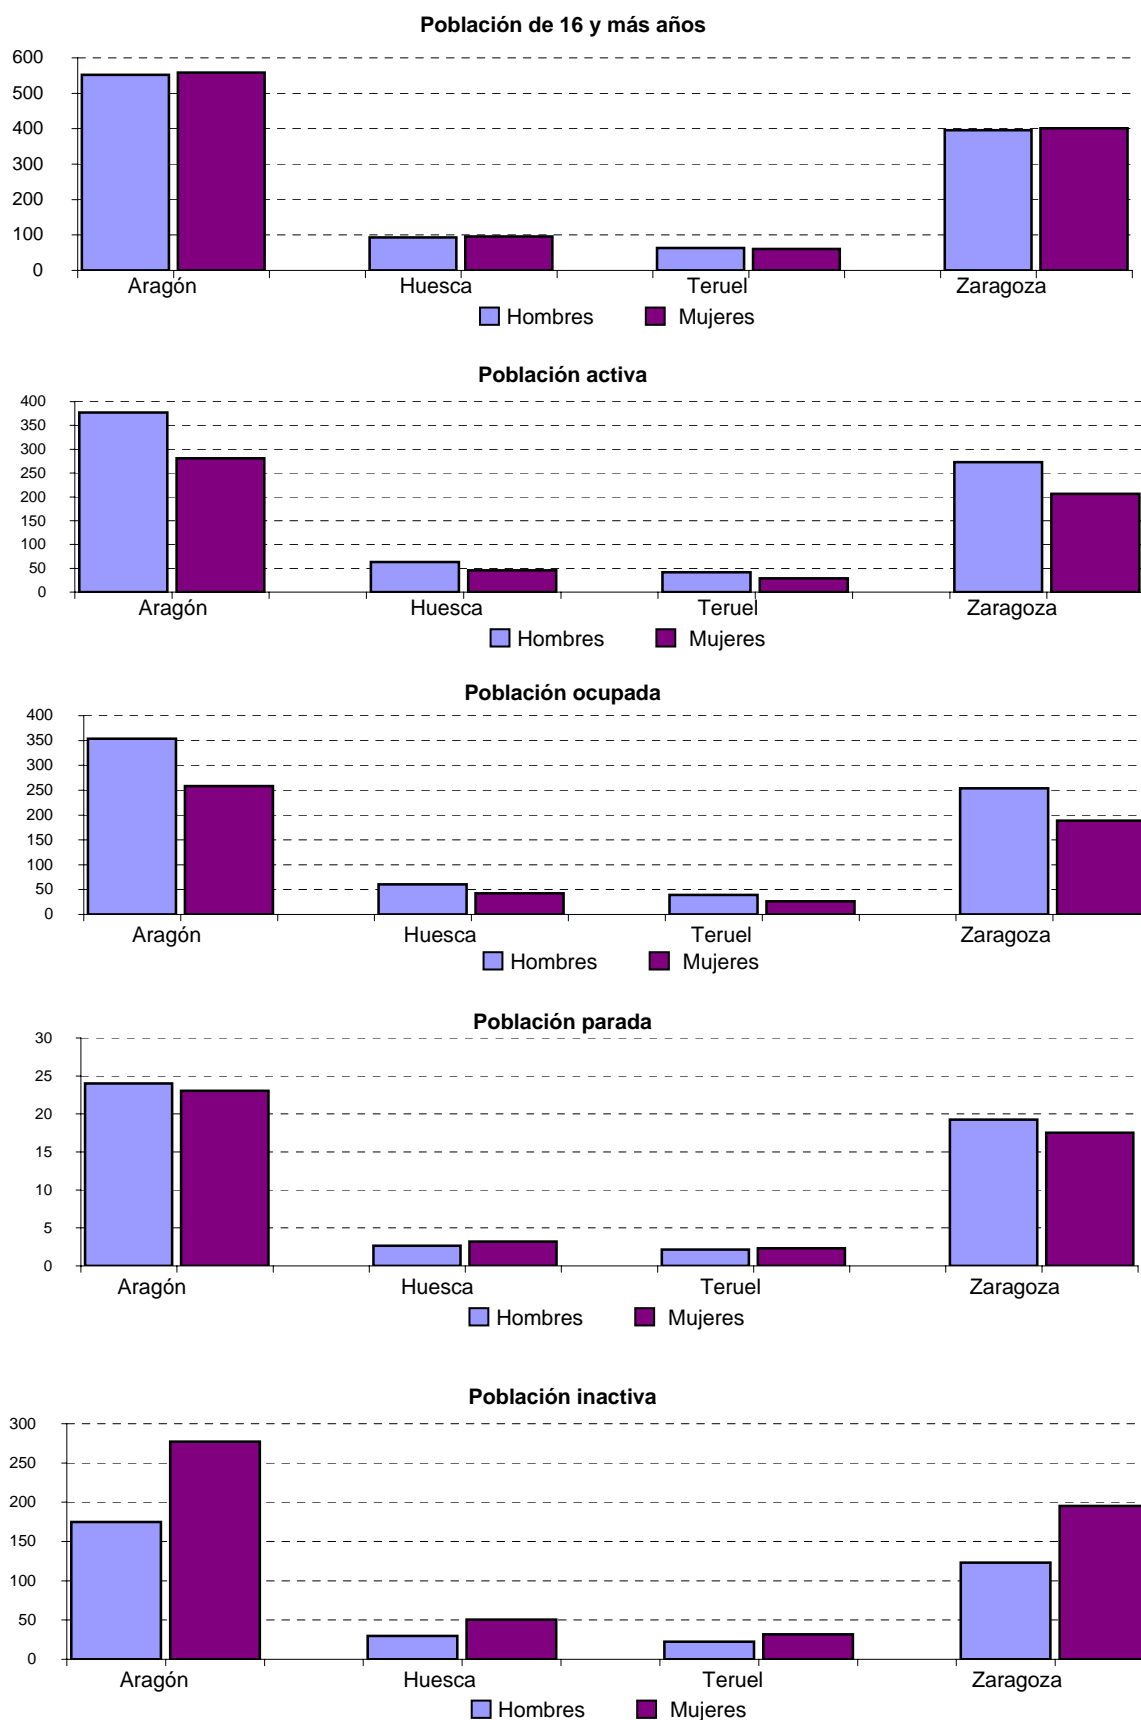 Población de 16 y más años
600
500
400
300
200
100
0
Aragón Huesca Teruel Zaragoza
Hombres Mujeres
Población activa
400
350
300
250
200
150
100
50
0
Aragón Huesca Teruel Zaragoza
Hombres Mujeres
Población ocupada
400
350
300
250
200
150
100
50
0
Aragón Huesca Teruel Zaragoza
Hombres Mujeres
Población parada
30
25
20
15
10
5
0
Aragón Huesca Teruel Zaragoza
Hombres Mujeres
Población inactiva
300
250
200
150
100
50
0
Aragón Huesca Teruel Zaragoza
Hombres Mujeres